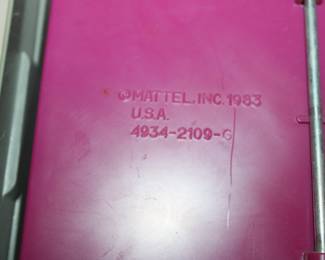 ©MATTEL, INC. 1983
U.S.A.
4934-2109-G